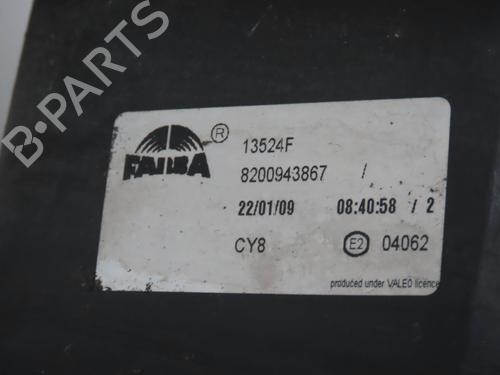 B-PARTS
FAIBA ®
13524F
8200943867 /
22/01/09 08:40:58 / 2
CY8 E2 04062
produced under VALEO licence